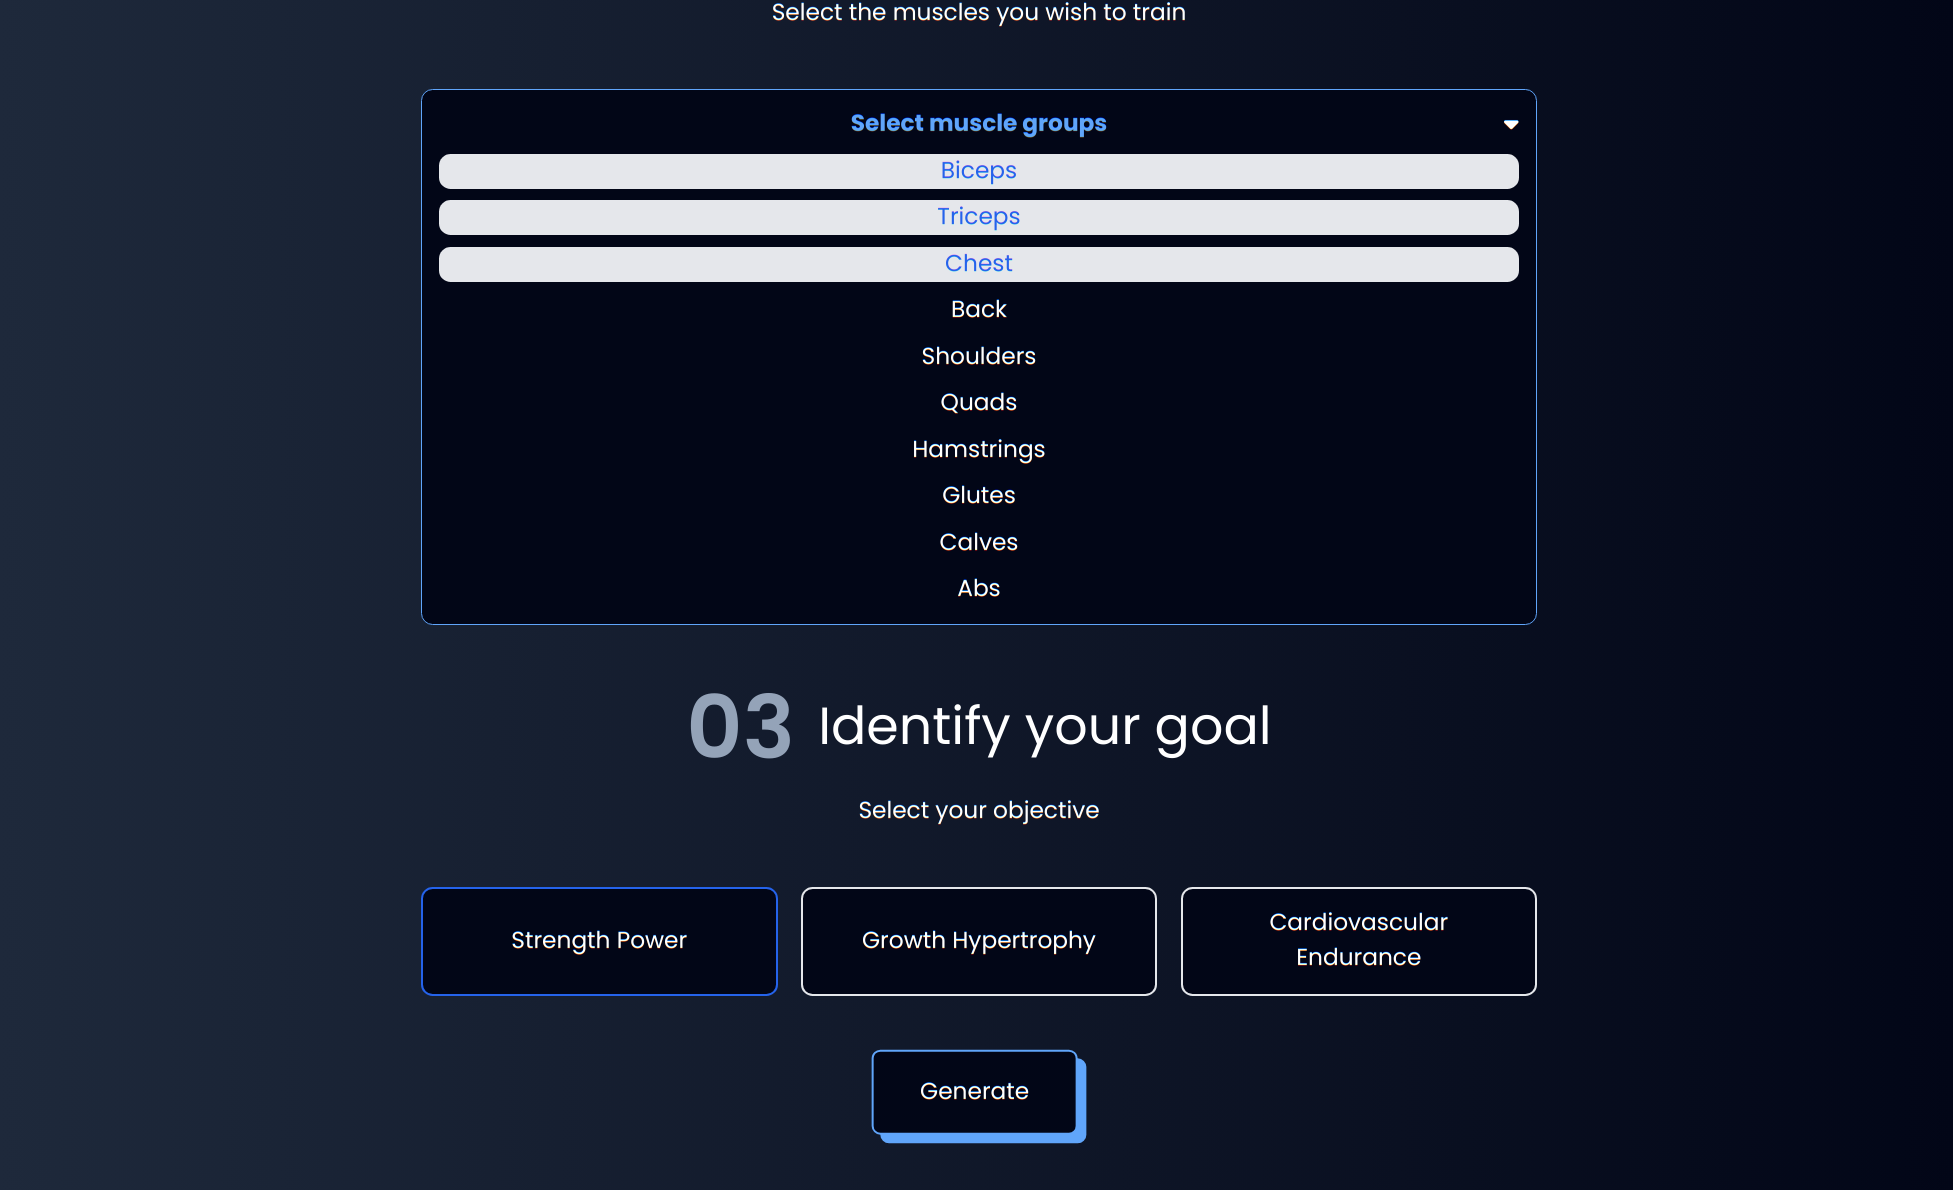 Select the muscles you wish to train
Select muscle groups
Biceps
Triceps
Chest
Back
Shoulders
Quads
Hamstrings
Glutes
Calves
Abs
03 Identify your goal
Select your objective
Strength Power
Growth Hypertrophy
Cardiovascular
Endurance
Generate